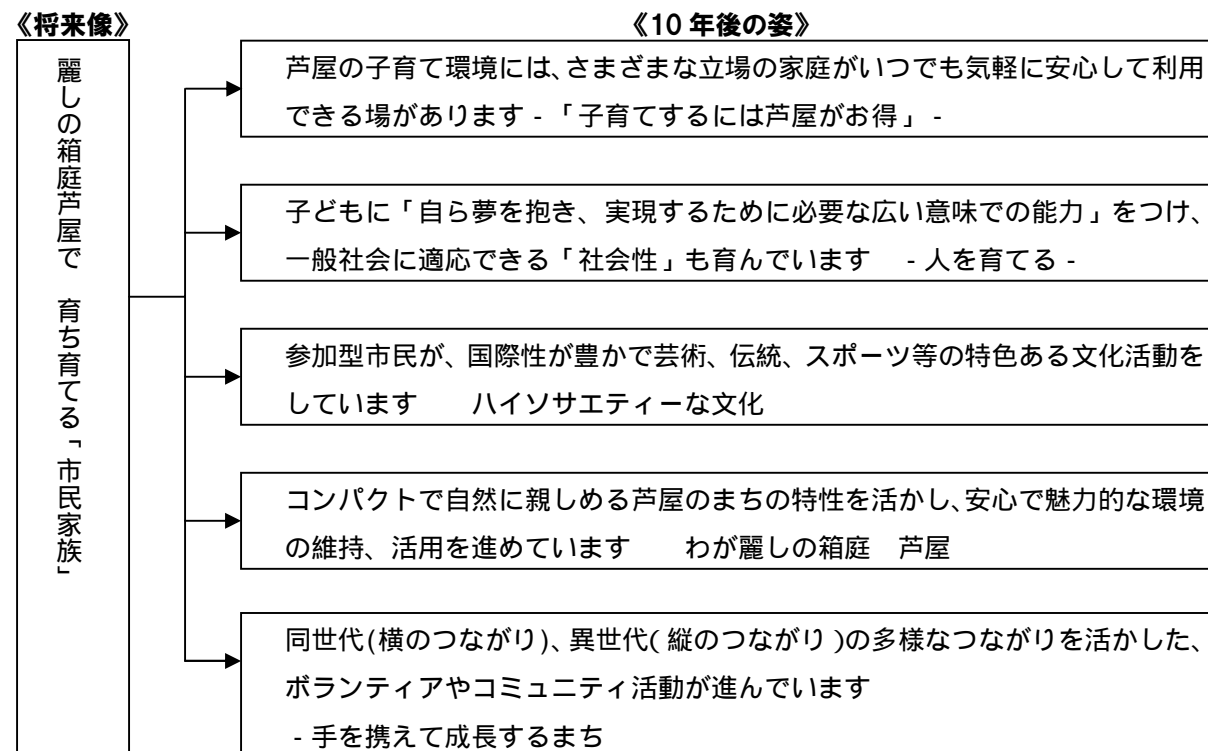 《将来像》
《10年後の姿》
麗しの箱庭芦屋で　育ち育てる「市民家族」
芦屋の子育て環境には、さまざまな立場の家庭がいつでも気軽に安心して利用
できる場があります - 「子育てするには芦屋がお得」 -
子どもに「自ら夢を抱き、実現するために必要な広い意味での能力」をつけ、
一般社会に適応できる「社会性」も育んでいます　- 人を育てる -
参加型市民が、国際性が豊かで芸術、伝統、スポーツ等の特色ある文化活動を
しています　　ハイソサエティーな文化
コンパクトで自然に親しめる芦屋のまちの特性を活かし、安心で魅力的な環境
の維持、活用を進めています　　わが麗しの箱庭　芦屋
同世代(横のつながり)、異世代(縦のつながり)の多様なつながりを活かした、
ボランティアやコミュニティ活動が進んでいます
- 手を携えて成長するまち